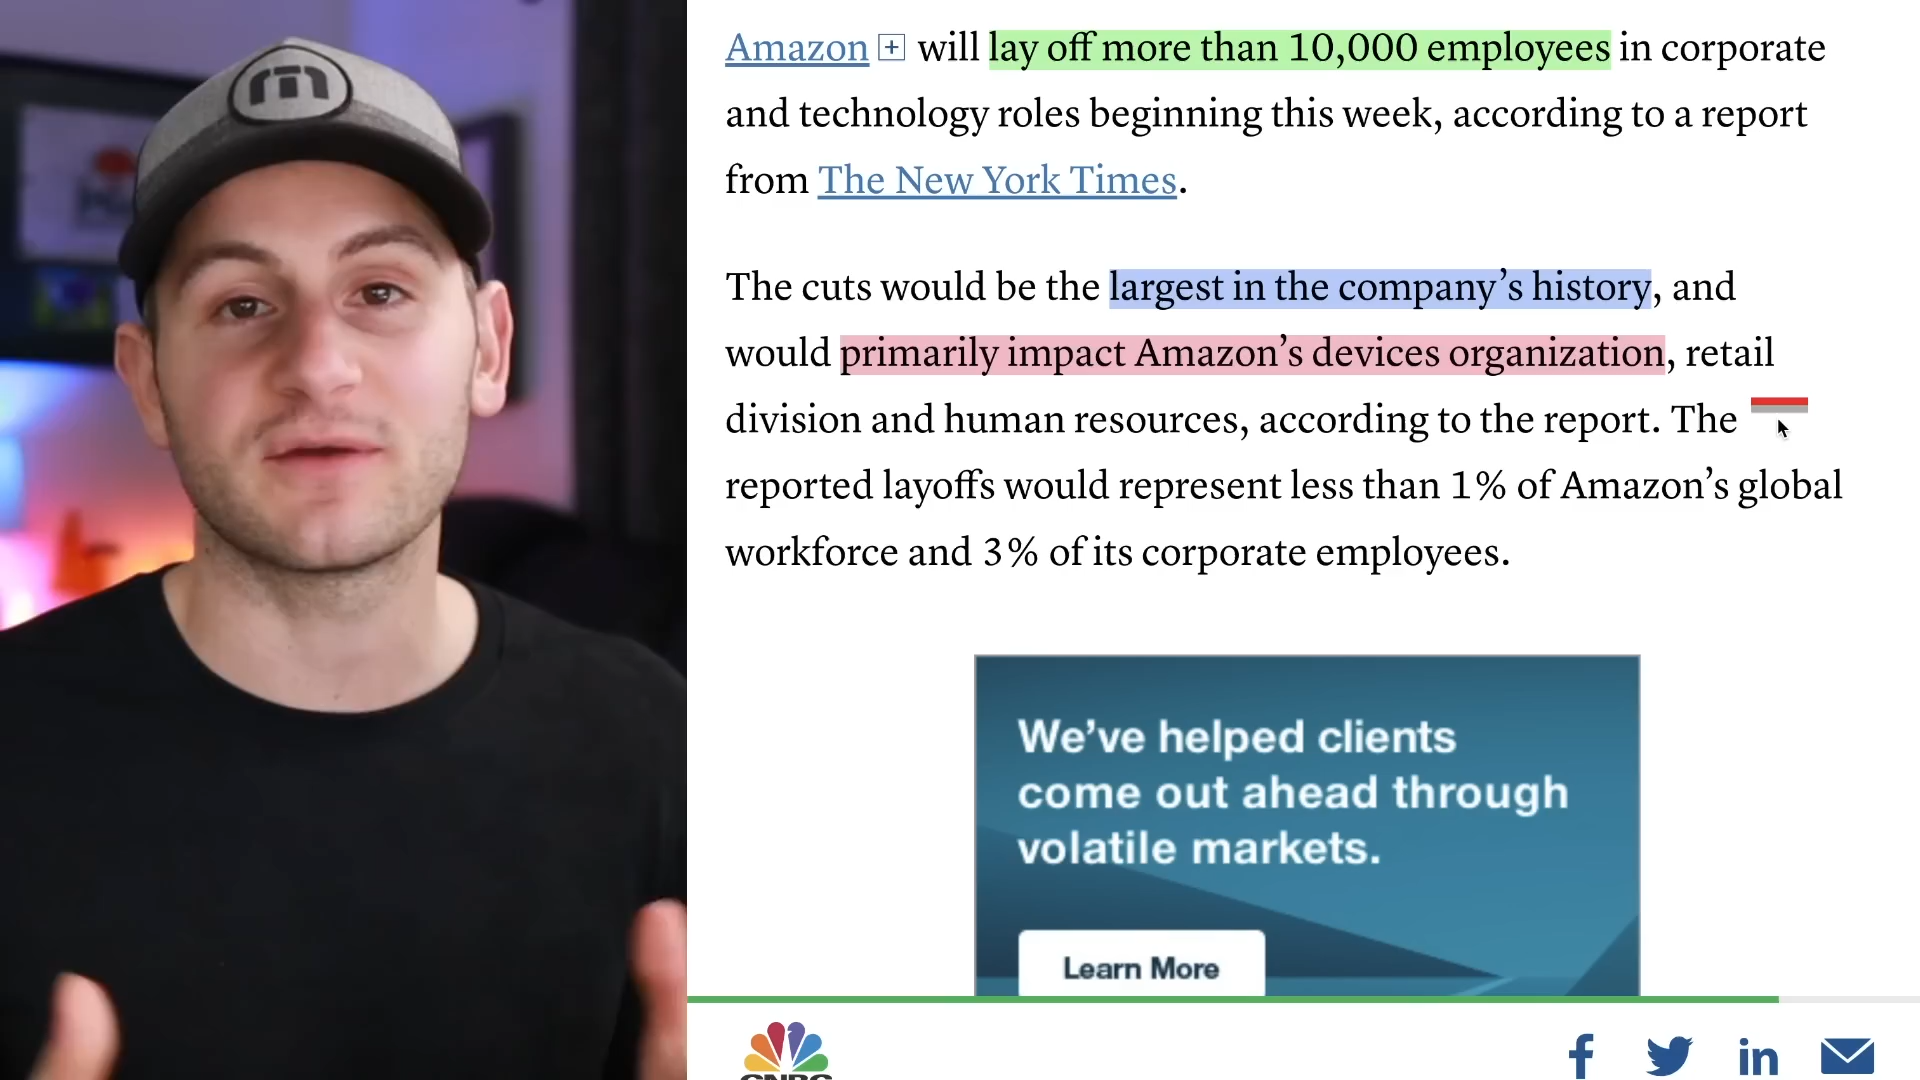 Amazon + will lay off more than 10,000 employees in corporate
and technology roles beginning this week, according to a report
from The New York Times.
The cuts would be the largest in the company’s history, and
would primarily impact Amazon’s devices organization, retail
division and human resources, according to the report. The
reported layoffs would represent less than 1% of Amazon’s global
workforce and 3% of its corporate employees.
We’ve helped clients
come out ahead through
volatile markets.
Learn More
CNBC